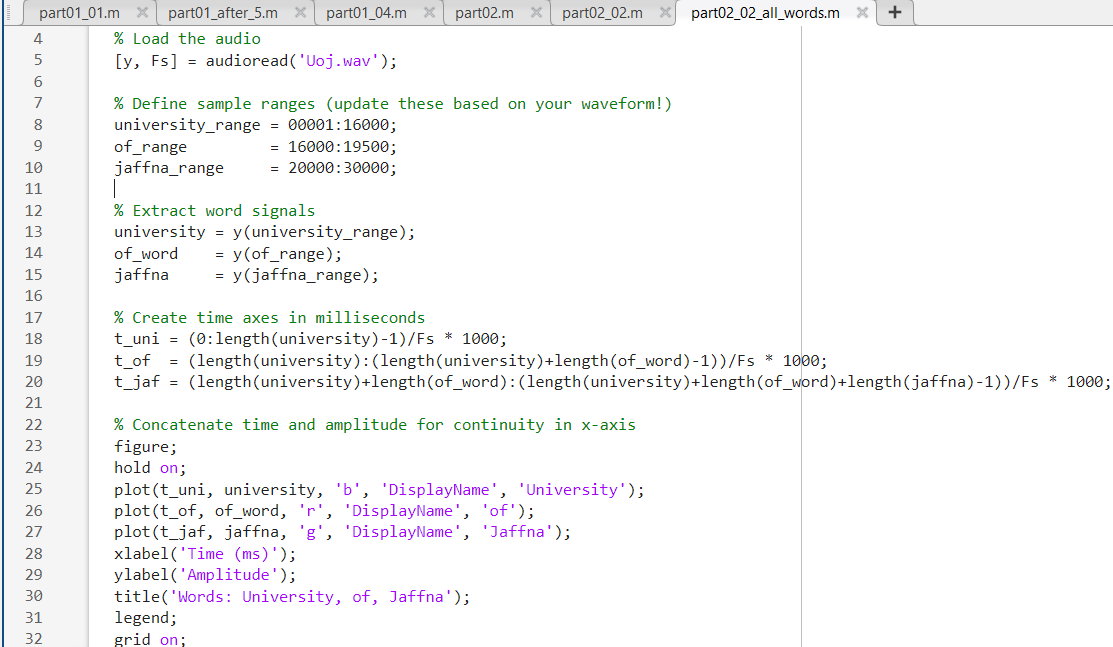 part01_01.m part01_after_5.m part01_04.m part02.m part02_02.m part02_02_all_words.m +
4 % Load the audio
5 [y, Fs] = audioread('Uoj.wav');
6
7 % Define sample ranges (update these based on your waveform!)
8 university_range = 00001:16000;
9 of_range         = 16000:19500;
10 jaffna_range     = 20000:30000;
11
12 % Extract word signals
13 university = y(university_range);
14 of_word    = y(of_range);
15 jaffna     = y(jaffna_range);
16
17 % Create time axes in milliseconds
18 t_uni = (0:length(university)-1)/Fs * 1000;
19 t_of  = (length(university):(length(university)+length(of_word)-1))/Fs * 1000;
20 t_jaf = (length(university)+length(of_word):(length(university)+length(of_word)+length(jaffna)-1))/Fs * 1000;
21
22 % Concatenate time and amplitude for continuity in x-axis
23 figure;
24 hold on;
25 plot(t_uni, university, 'b', 'DisplayName', 'University');
26 plot(t_of, of_word, 'r', 'DisplayName', 'of');
27 plot(t_jaf, jaffna, 'g', 'DisplayName', 'Jaffna');
28 xlabel('Time (ms)');
29 ylabel('Amplitude');
30 title('Words: University, of, Jaffna');
31 legend;
32 grid on;